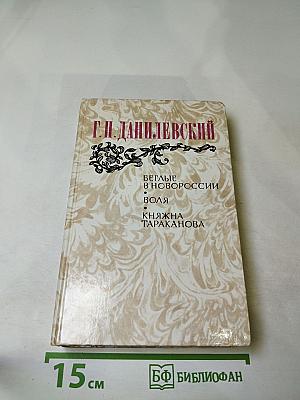 Г.П. ДАНИЛЕВСКИЙ
БЕГЛЫЕ
В НОВОРОССИИ
•
ВОЛЯ
•
КНЯЖНА
ТАРАКАНОВА
15 см
БФ БИБЛИОФАН